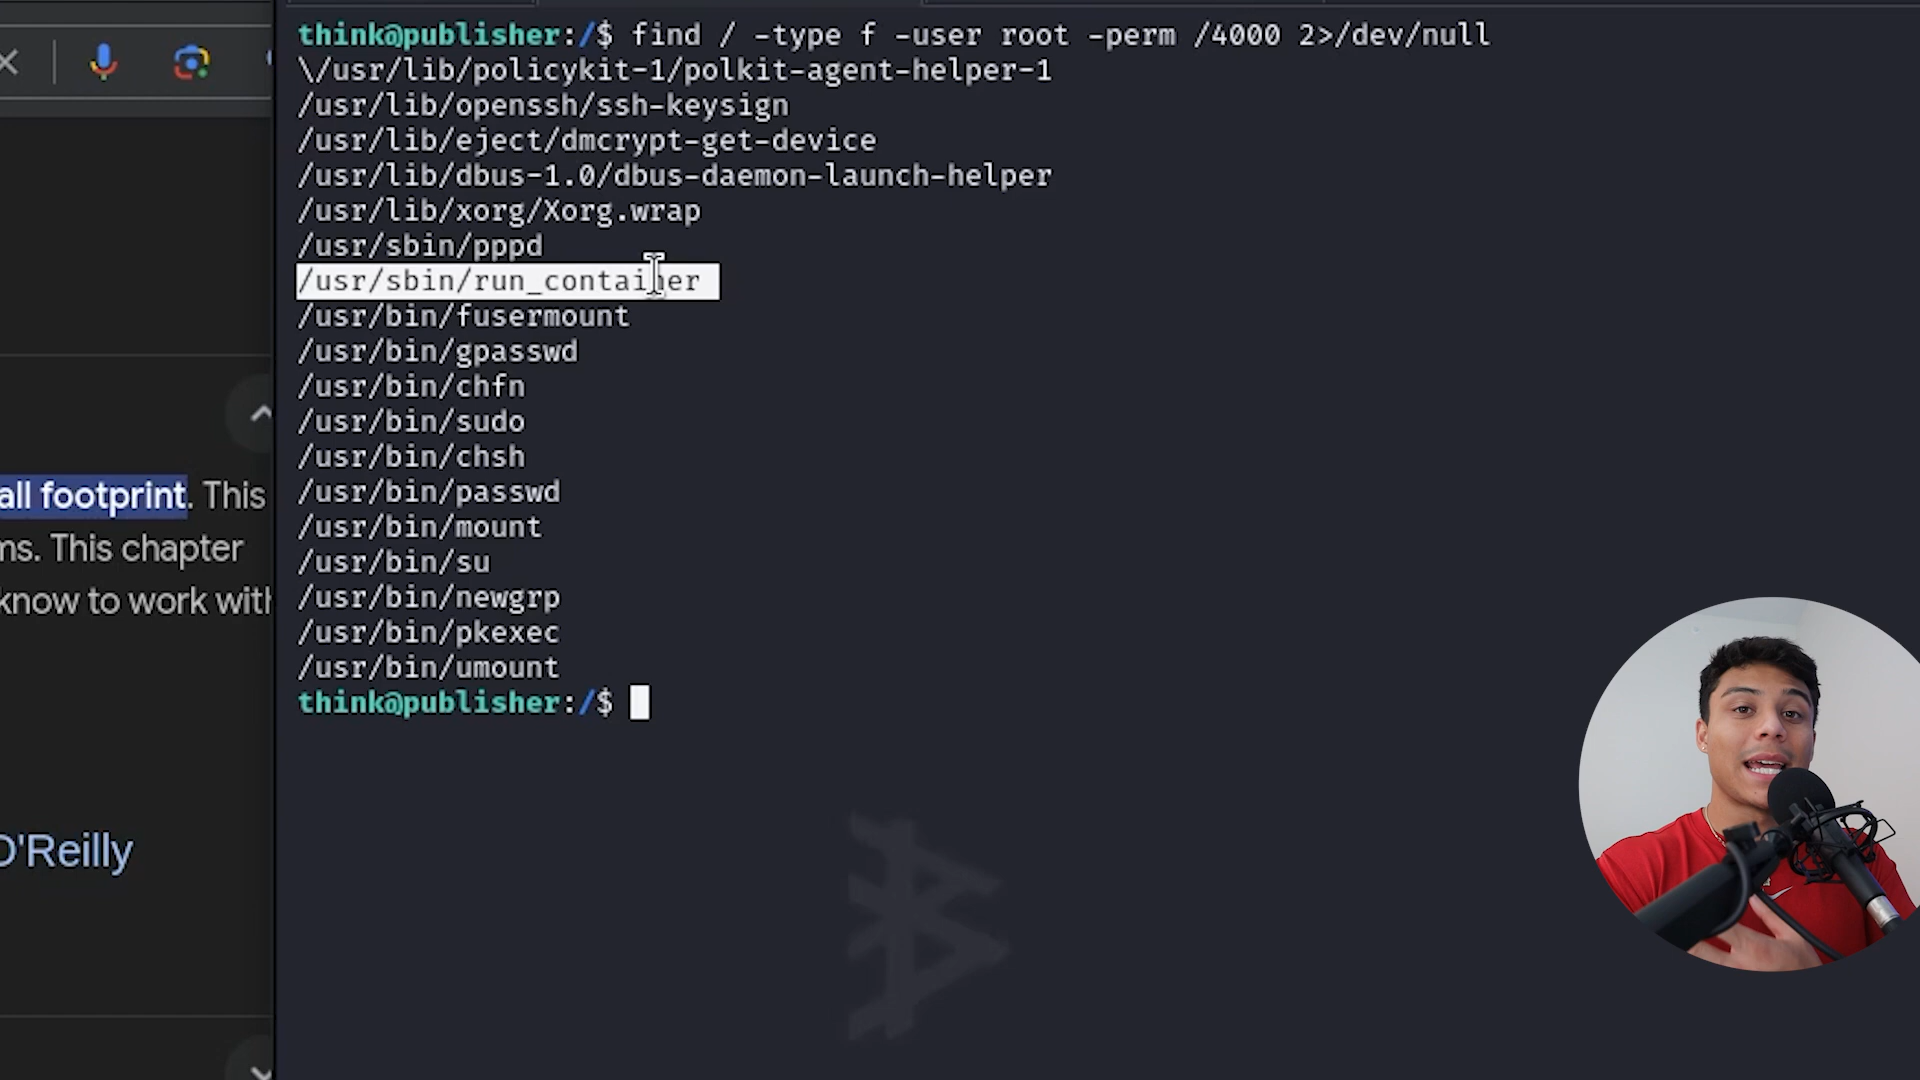 think@publisher:/$ find / -type f -user root -perm /4000 2>/dev/null
\/usr/lib/policykit-1/polkit-agent-helper-1
/usr/lib/openssh/ssh-keysign
/usr/lib/eject/dmcrypt-get-device
/usr/lib/dbus-1.0/dbus-daemon-launch-helper
/usr/lib/xorg/Xorg.wrap
/usr/sbin/pppd
/usr/sbin/run_container
/usr/bin/fusermount
/usr/bin/gpasswd
/usr/bin/chfn
/usr/bin/sudo
/usr/bin/chsh
/usr/bin/passwd
/usr/bin/mount
/usr/bin/su
/usr/bin/newgrp
/usr/bin/pkexec
/usr/bin/umount
think@publisher:/$
all footprint. This
ms. This chapter
know to work with
O'Reilly